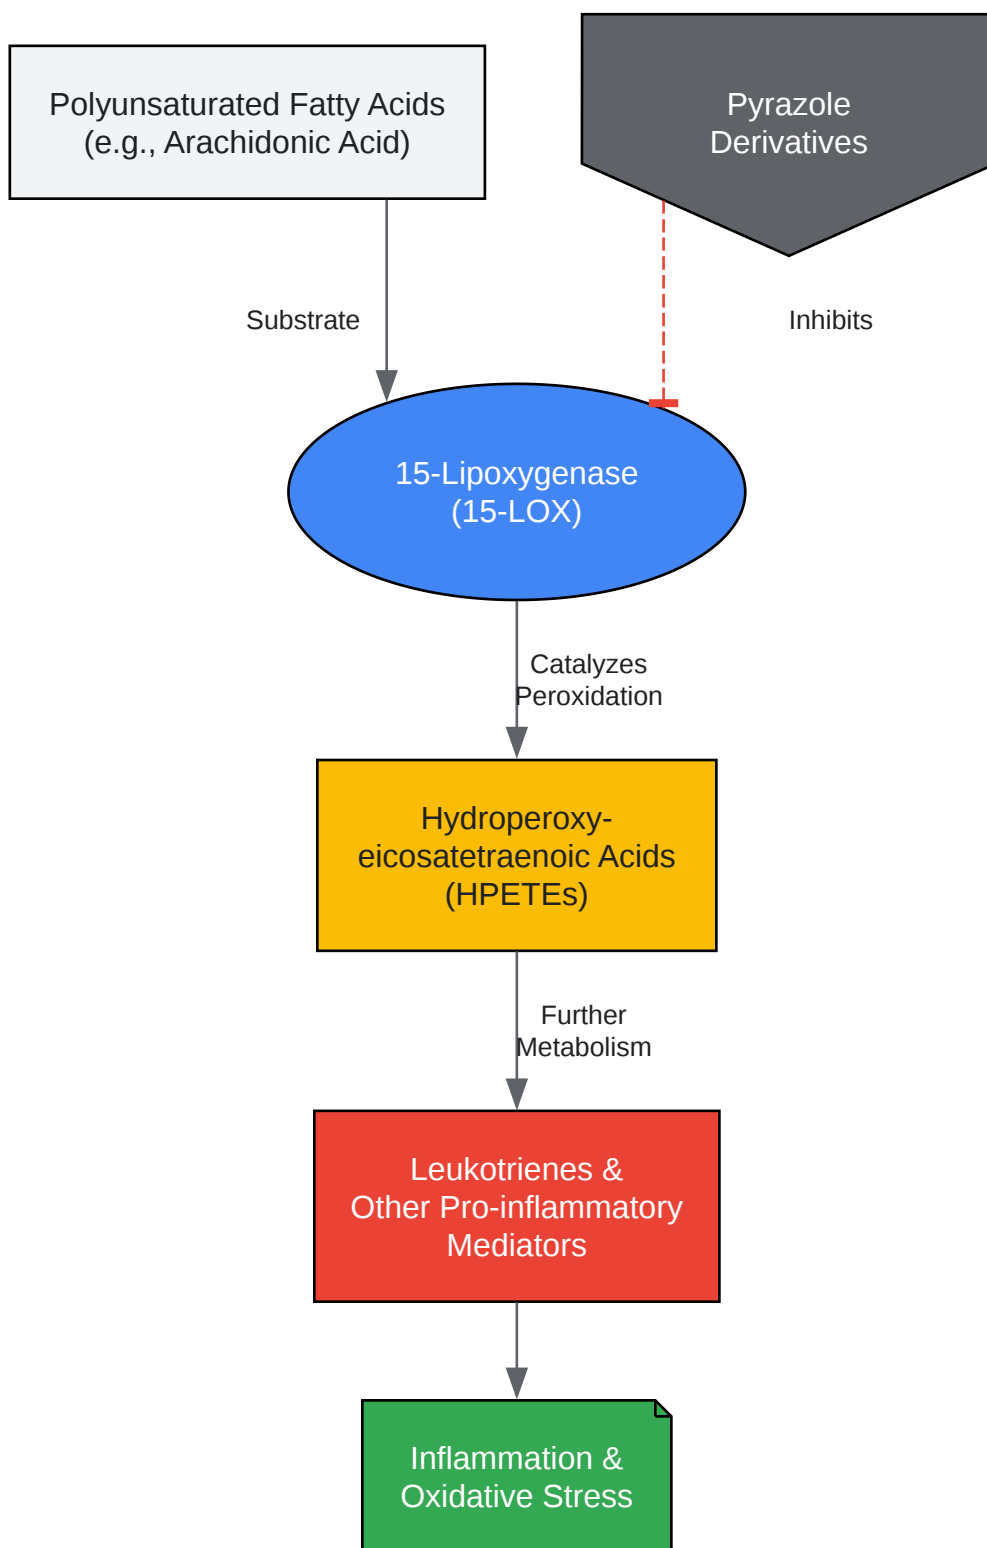 Polyunsaturated Fatty Acids
(e.g., Arachidonic Acid)
Pyrazole
Derivatives
Substrate
Inhibits
15-Lipoxygenase
(15-LOX)
Catalyzes
Peroxidation
Hydroperoxy-
eicosatetraenoic Acids
(HPETEs)
Further
Metabolism
Leukotrienes &
Other Pro-inflammatory
Mediators
Inflammation &
Oxidative Stress